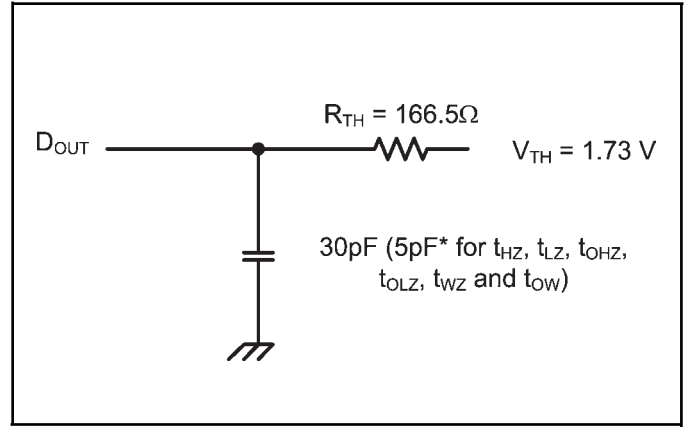 R_TH = 166.5Ω
D_OUT
V_TH = 1.73 V
30pF (5pF* for t_HZ, t_LZ, t_OHZ,
t_OLZ, t_WZ and t_OW)